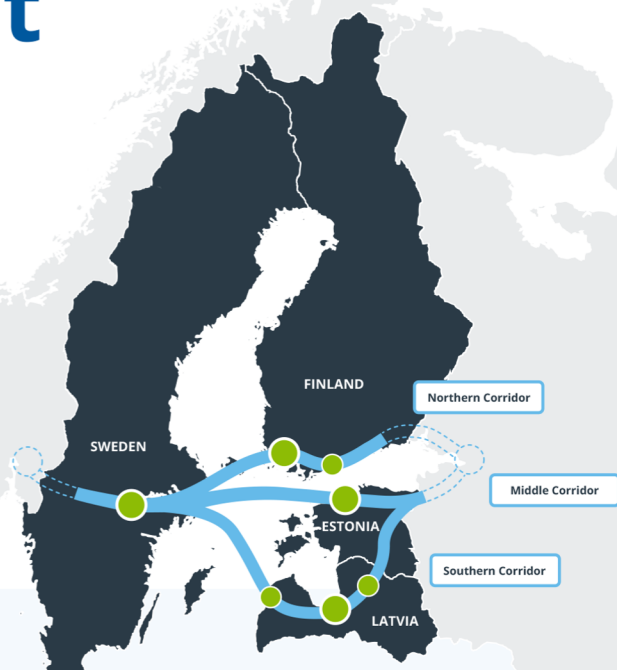 t
FINLAND
Northern Corridor
SWEDEN
Middle Corridor
ESTONIA
Southern Corridor
LATVIA